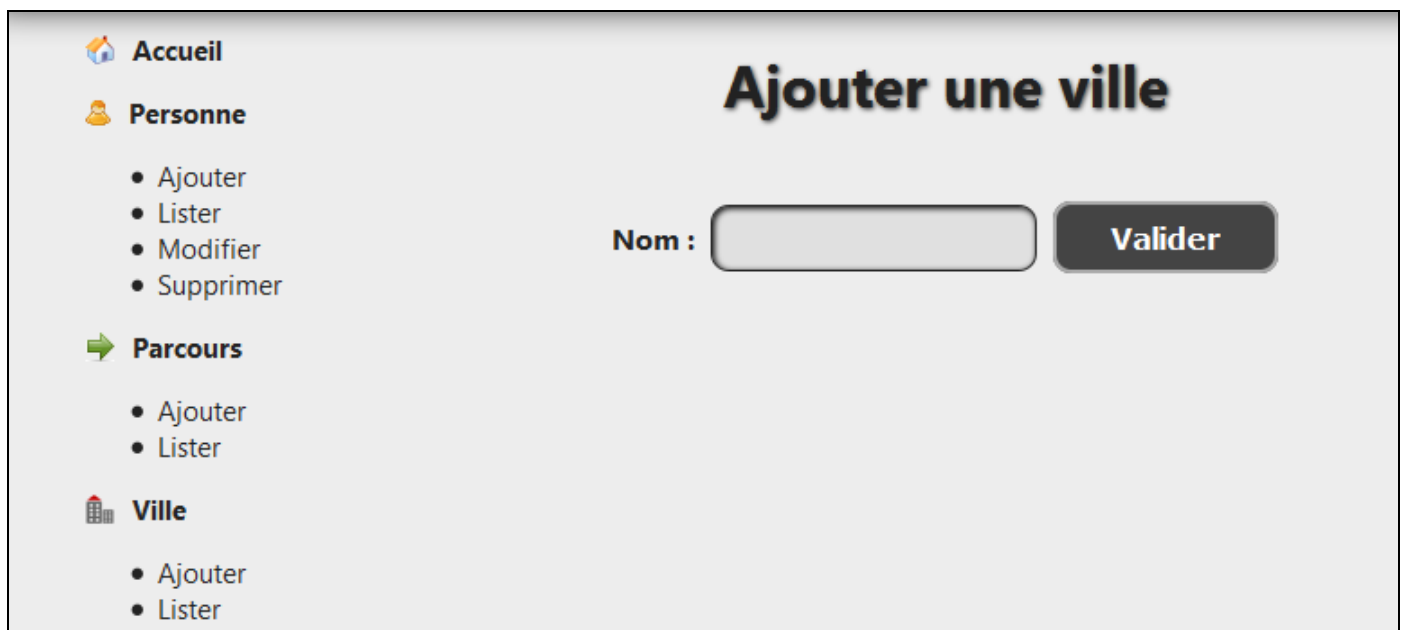 Accueil
Personne
Ajouter
Lister
Modifier
Supprimer
Parcours
Ajouter
Lister
Ville
Ajouter
Lister
Ajouter une ville
Nom :
Valider